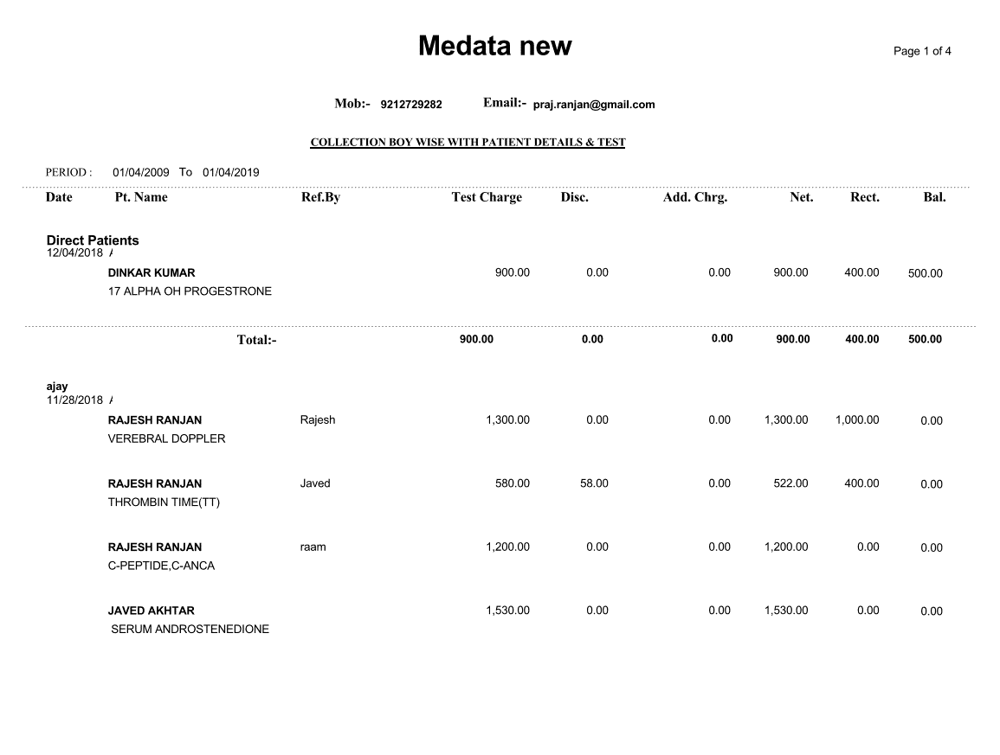 Medata new
Page 1 of 4
Mob:- 9212729282 Email:- praj.ranjan@gmail.com
COLLECTION BOY WISE WITH PATIENT DETAILS & TEST
PERIOD : 01/04/2009 To 01/04/2019
Date Pt. Name Ref.By Test Charge Disc. Add. Chrg. Net. Rect. Bal.
Direct Patients
12/04/2018
DINKAR KUMAR 900.00 0.00 0.00 900.00 400.00 500.00
17 ALPHA OH PROGESTRONE
Total:- 900.00 0.00 0.00 900.00 400.00 500.00
ajay
11/28/2018
RAJESH RANJAN Rajesh 1,300.00 0.00 0.00 1,300.00 1,000.00 0.00
VEREBRAL DOPPLER
RAJESH RANJAN Javed 580.00 58.00 0.00 522.00 400.00 0.00
THROMBIN TIME(TT)
RAJESH RANJAN raam 1,200.00 0.00 0.00 1,200.00 0.00 0.00
C-PEPTIDE,C-ANCA
JAVED AKHTAR 1,530.00 0.00 0.00 1,530.00 0.00 0.00
SERUM ANDROSTENEDIONE